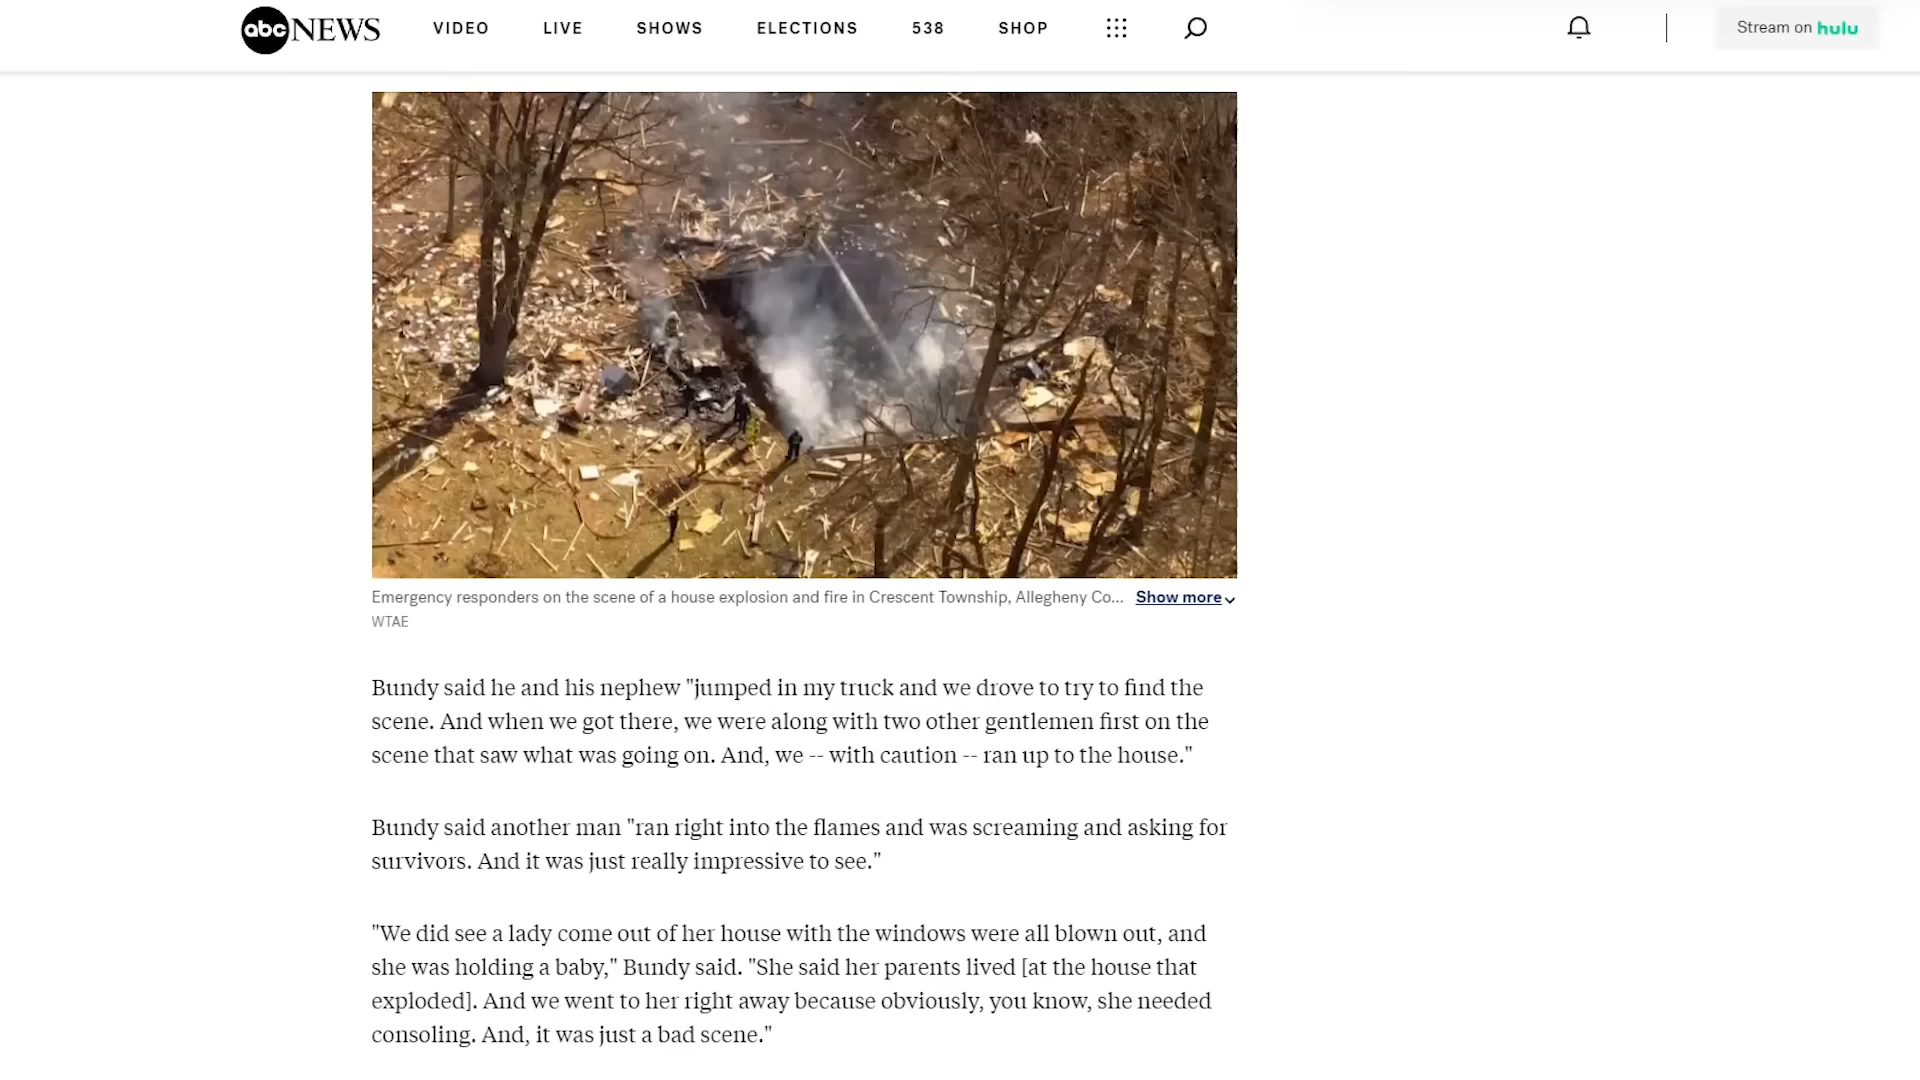 abc NEWS VIDEO LIVE SHOWS ELECTIONS 538 SHOP Stream on hulu
Emergency responders on the scene of a house explosion and fire in Crescent Township, Allegheny Co... Show more
WTAE
Bundy said he and his nephew "jumped in my truck and we drove to try to find the
scene. And when we got there, we were along with two other gentlemen first on the
scene that saw what was going on. And, we -- with caution -- ran up to the house."
Bundy said another man "ran right into the flames and was screaming and asking for
survivors. And it was just really impressive to see."
"We did see a lady come out of her house with the windows were all blown out, and
she was holding a baby," Bundy said. "She said her parents lived [at the house that
exploded]. And we went to her right away because obviously, you know, she needed
consoling. And, it was just a bad scene."